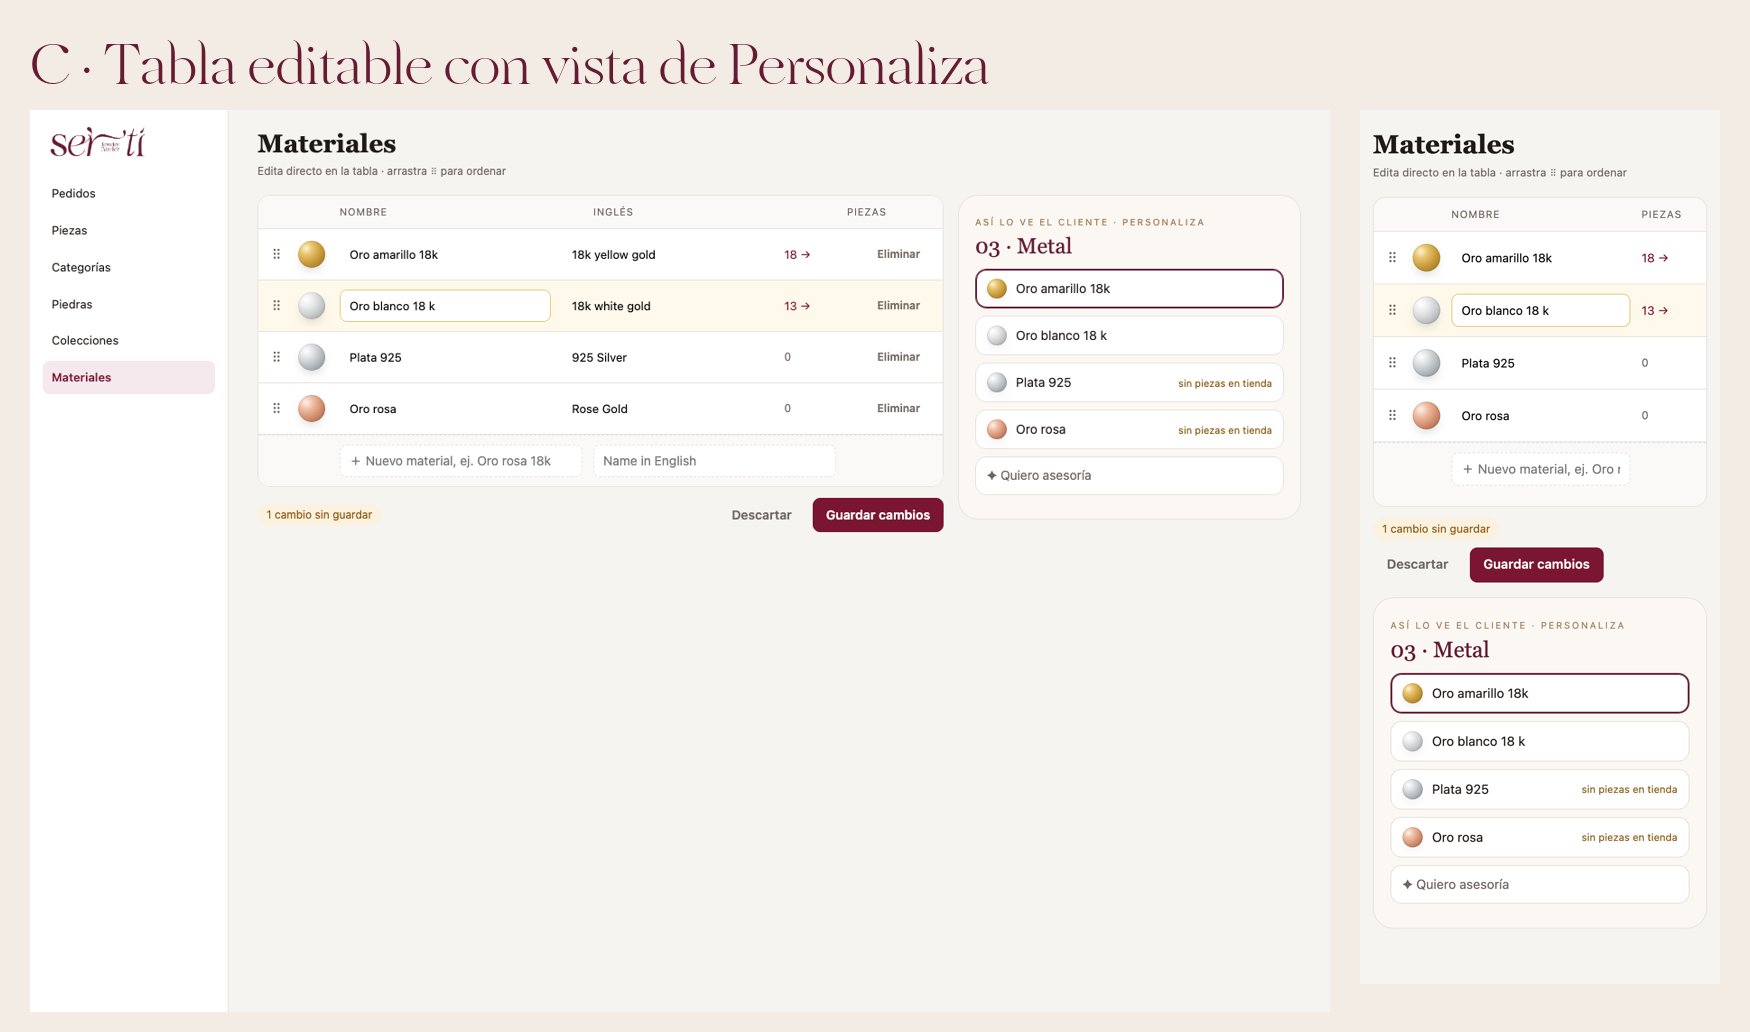 C · Tabla editable con vista de Personaliza
ser~ti
Jewelry
Atelier
Pedidos
Piezas
Categorías
Piedras
Colecciones
Materiales
Materiales
Edita directo en la tabla · arrastra ⠿ para ordenar
NOMBRE INGLÉS PIEZAS
Oro amarillo 18k 18k yellow gold 18 → Eliminar
Oro blanco 18 k 18k white gold 13 → Eliminar
Plata 925 925 Silver 0 Eliminar
Oro rosa Rose Gold 0 Eliminar
+ Nuevo material, ej. Oro rosa 18k Name in English
1 cambio sin guardar Descartar Guardar cambios
ASÍ LO VE EL CLIENTE · PERSONALIZA
03 · Metal
Oro amarillo 18k
Oro blanco 18 k
Plata 925 sin piezas en tienda
Oro rosa sin piezas en tienda
✦ Quiero asesoría
Materiales
Edita directo en la tabla · arrastra ⠿ para ordenar
NOMBRE PIEZAS
Oro amarillo 18k 18 →
Oro blanco 18 k 13 →
Plata 925 0
Oro rosa 0
+ Nuevo material, ej. Oro r
1 cambio sin guardar
Descartar Guardar cambios
ASÍ LO VE EL CLIENTE · PERSONALIZA
03 · Metal
Oro amarillo 18k
Oro blanco 18 k
Plata 925 sin piezas en tienda
Oro rosa sin piezas en tienda
✦ Quiero asesoría